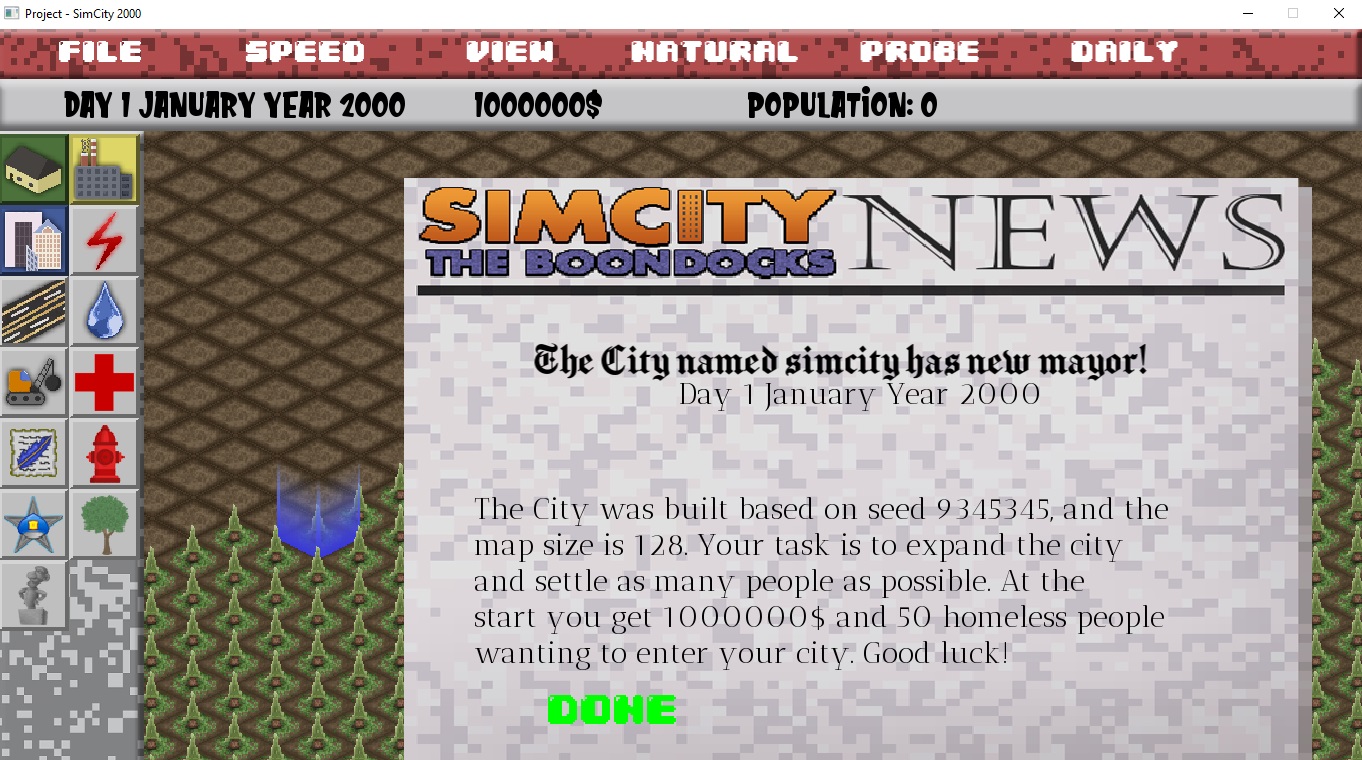 Project - SimCity 2000
FILE SPEED VIEW NATURAL PROBE DAILY
DAY 1 JANUARY YEAR 2000 1000000$ POPULATION: 0
SIMCITY
THE BOONDOCKS
NEWS
The City named simcity has new mayor!
Day 1 January Year 2000
The City was built based on seed 9345345, and the
map size is 128. Your task is to expand the city
and settle as many people as possible. At the
start you get 1000000$ and 50 homeless people
wanting to enter your city. Good luck!
DONE